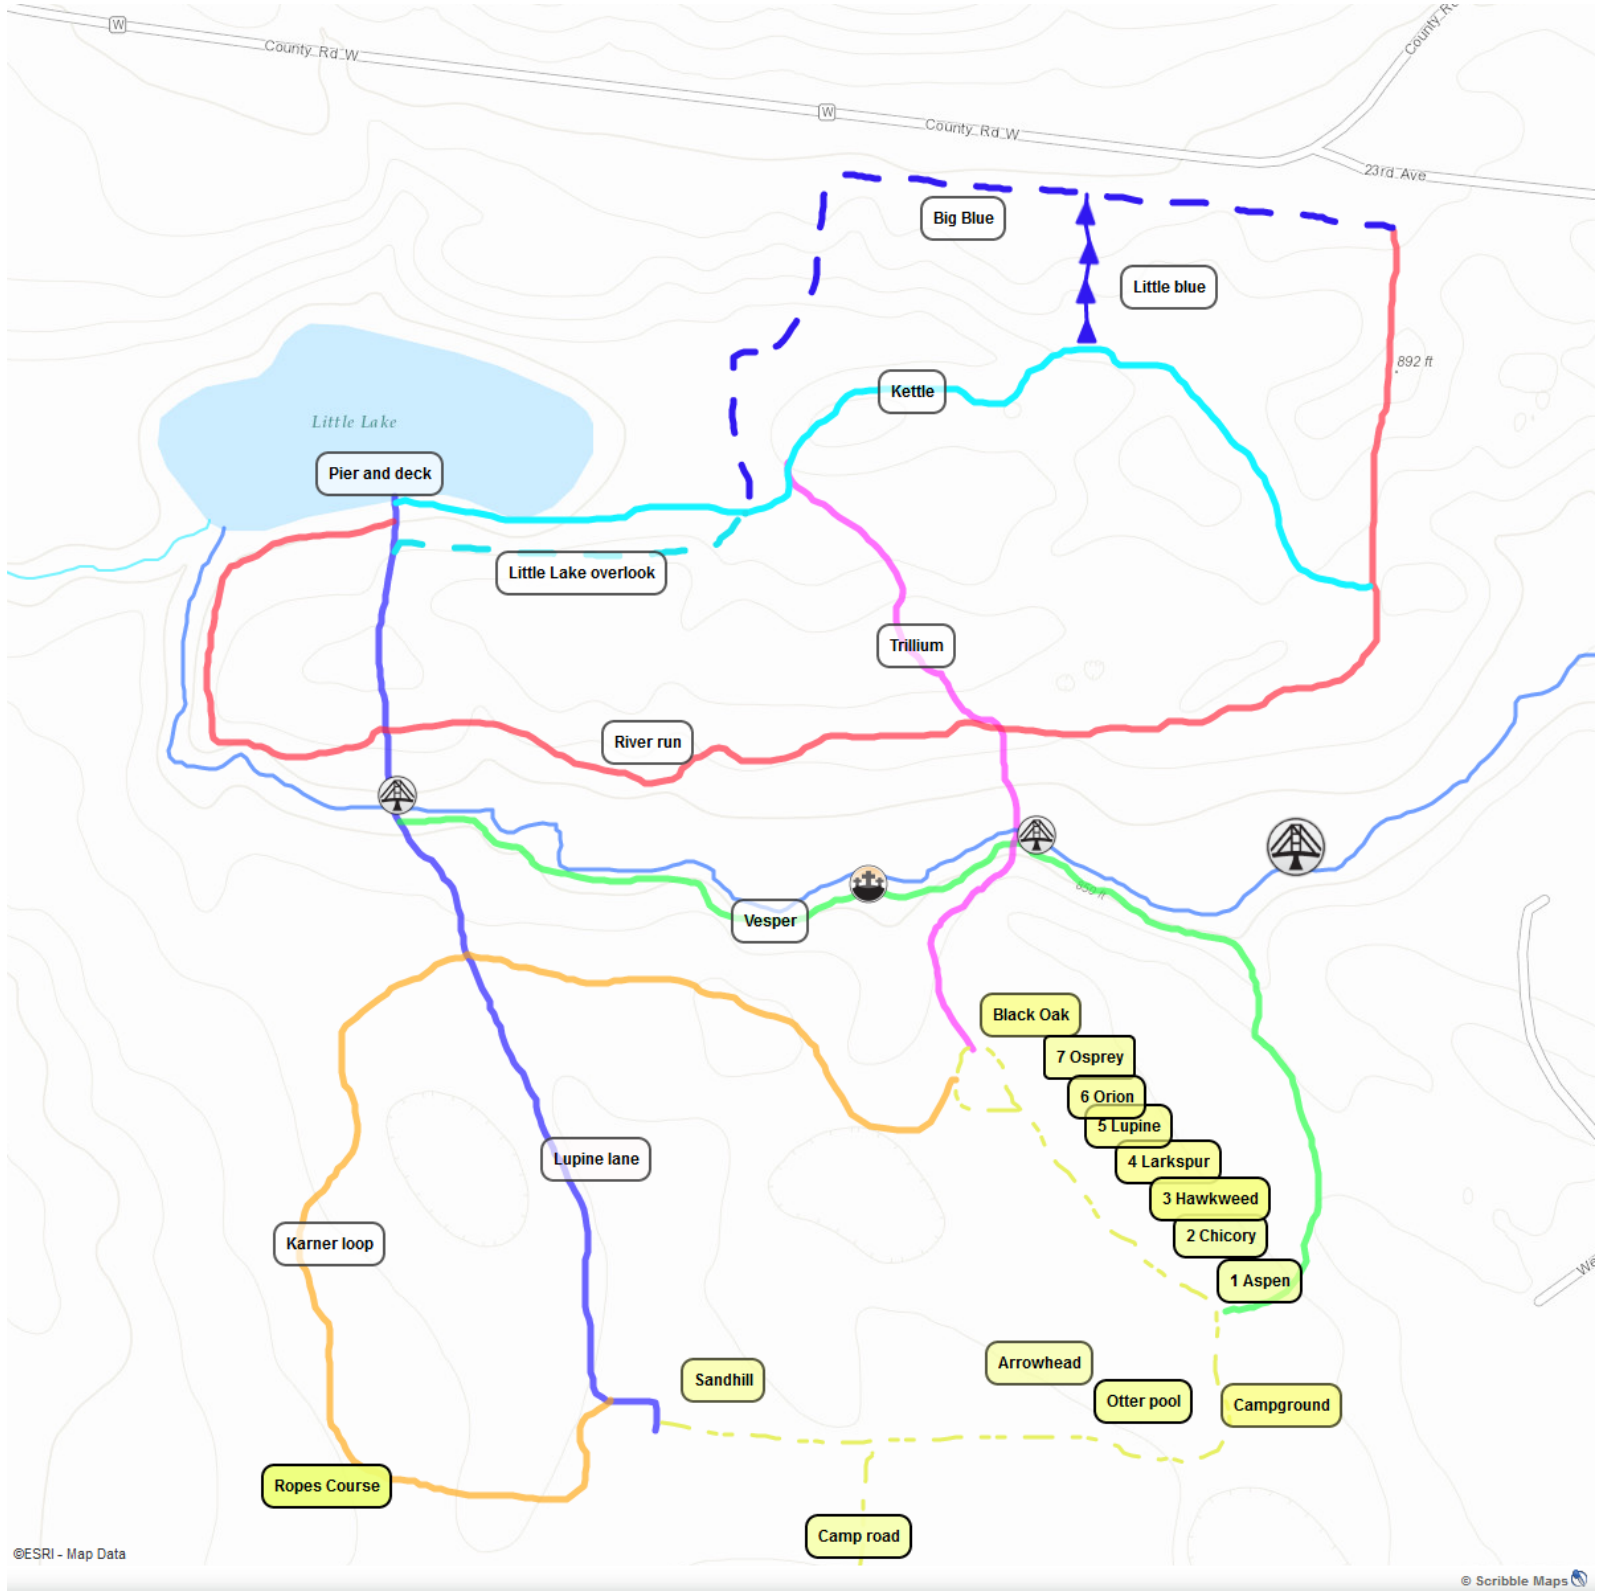 W
County Rd W
W
County Rd W
County Rd
23rd Ave
Big Blue
Little blue
892 ft
Kettle
Little Lake
Pier and deck
Little Lake overlook
Trillium
River run
850 ft
Vesper
Black Oak
7 Osprey
6 Orion
5 Lupine
4 Larkspur
Lupine lane
3 Hawkweed
2 Chicory
Karner loop
We
1 Aspen
Arrowhead
Sandhill
Otter pool
Campground
Ropes Course
Camp road
©ESRI - Map Data
© Scribble Maps